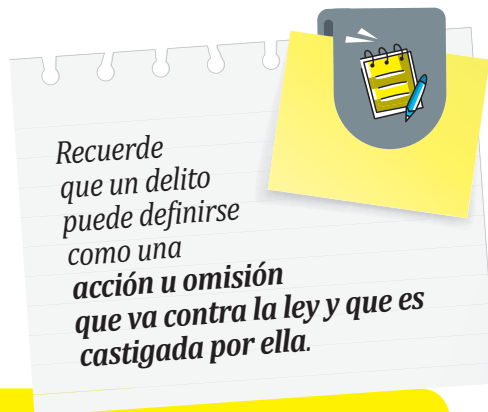 Recuerde
que un delito
puede definirse
como una
acción u omisión
que va contra la ley y que es
castigada por ella.